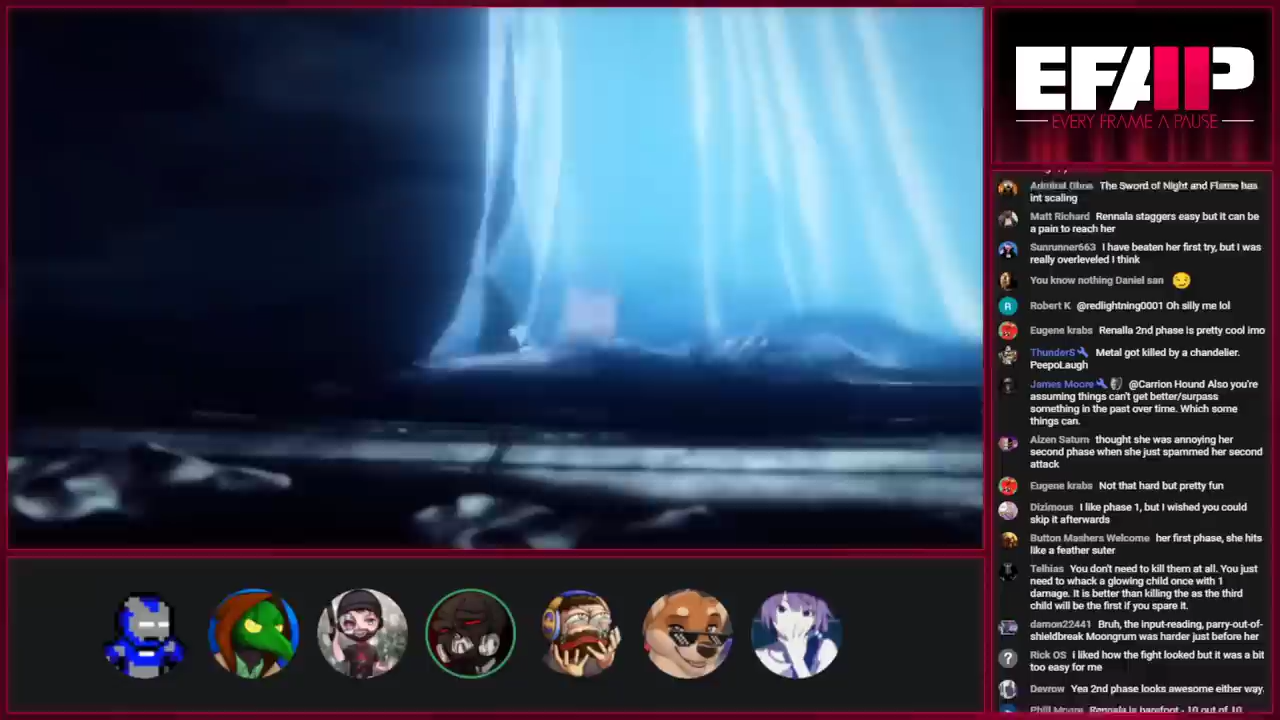 EFAP
EVERY FRAME A PAUSE
The Sword of Night and Flame has
int scaling
Matt Richard Rennala staggers easy but it can be
a pain to reach her
Sunrunner663 I have beaten her first try, but I was
really overleveled I think
You know nothing Daniel san 😏
R
Robert K @redlightning0001 Oh silly me lol
Eugene krabs Renalla 2nd phase is pretty cool imo
ThunderS Metal got killed by a chandelier.
PeepoLaugh
James Moore @Carrion Hound Also you're
assuming things can't get better/surpass
something in the past over time. Which some
things can.
Aizen Saturn thought she was annoying her
second phase when she just spammed her second
attack
Eugene krabs Not that hard but pretty fun
Dizimous I like phase 1, but I wished you could
skip it afterwards
Button Mashers Welcome her first phase, she hits
like a feather suter
Telhias You don't need to kill them at all. You just
need to whack a glowing child once with 1
damage. It is better than killing the as the third
child will be the first if you spare it.
damon22441 Bruh, the input-reading, parry-out-of-
shieldbreak Moongrum was harder just before her
?
Rick OS i liked how the fight looked but it was a bit
too easy for me
Devrow Yea 2nd phase looks awesome either way.
Phill Moore Rennala is barefoot - 10 out of 10